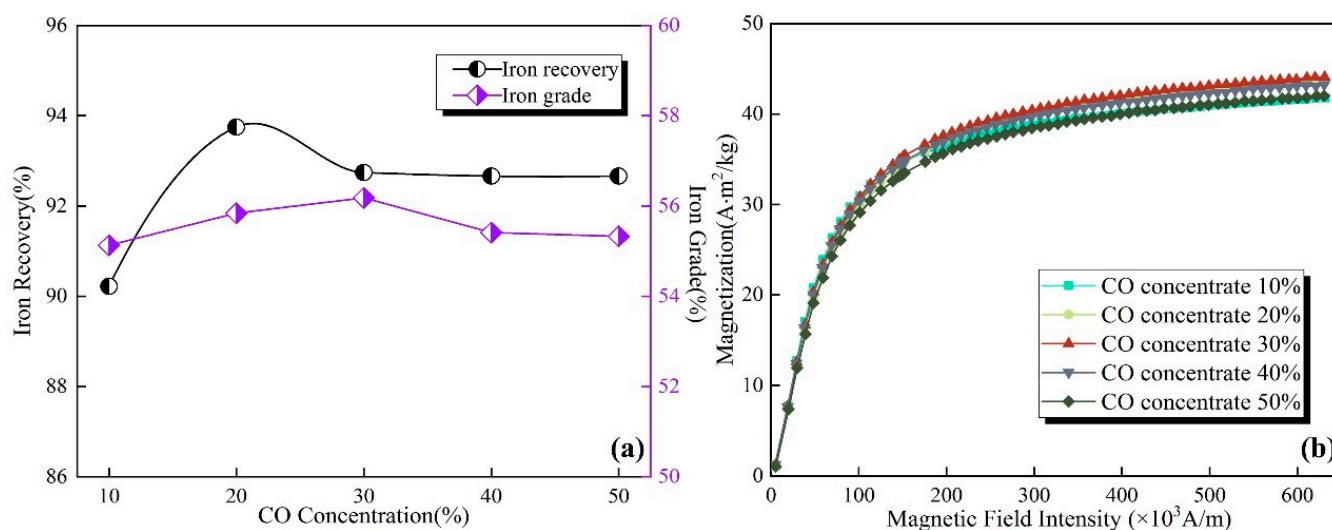 96
94
92
90
88
86
Iron Recovery(%)
10
20
30
40
50
CO Concentration(%)
60
58
56
54
52
50
Iron Grade(%)
Iron recovery
Iron grade
(a)
50
40
30
20
10
0
Magnetization(A·m²/kg)
0
100
200
300
400
500
600
Magnetic Field Intensity (×10³A/m)
CO concentrate 10%
CO concentrate 20%
CO concentrate 30%
CO concentrate 40%
CO concentrate 50%
(b)